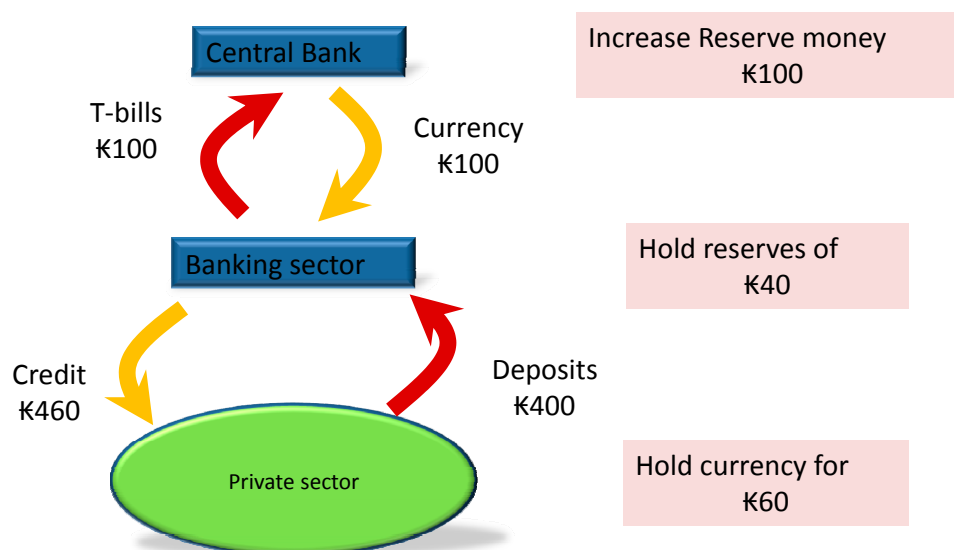 Central Bank
Increase Reserve money
₭100
T-bills
₭100
Currency
₭100
Banking sector
Hold reserves of
₭40
Credit
₭460
Deposits
₭400
Private sector
Hold currency for
₭60